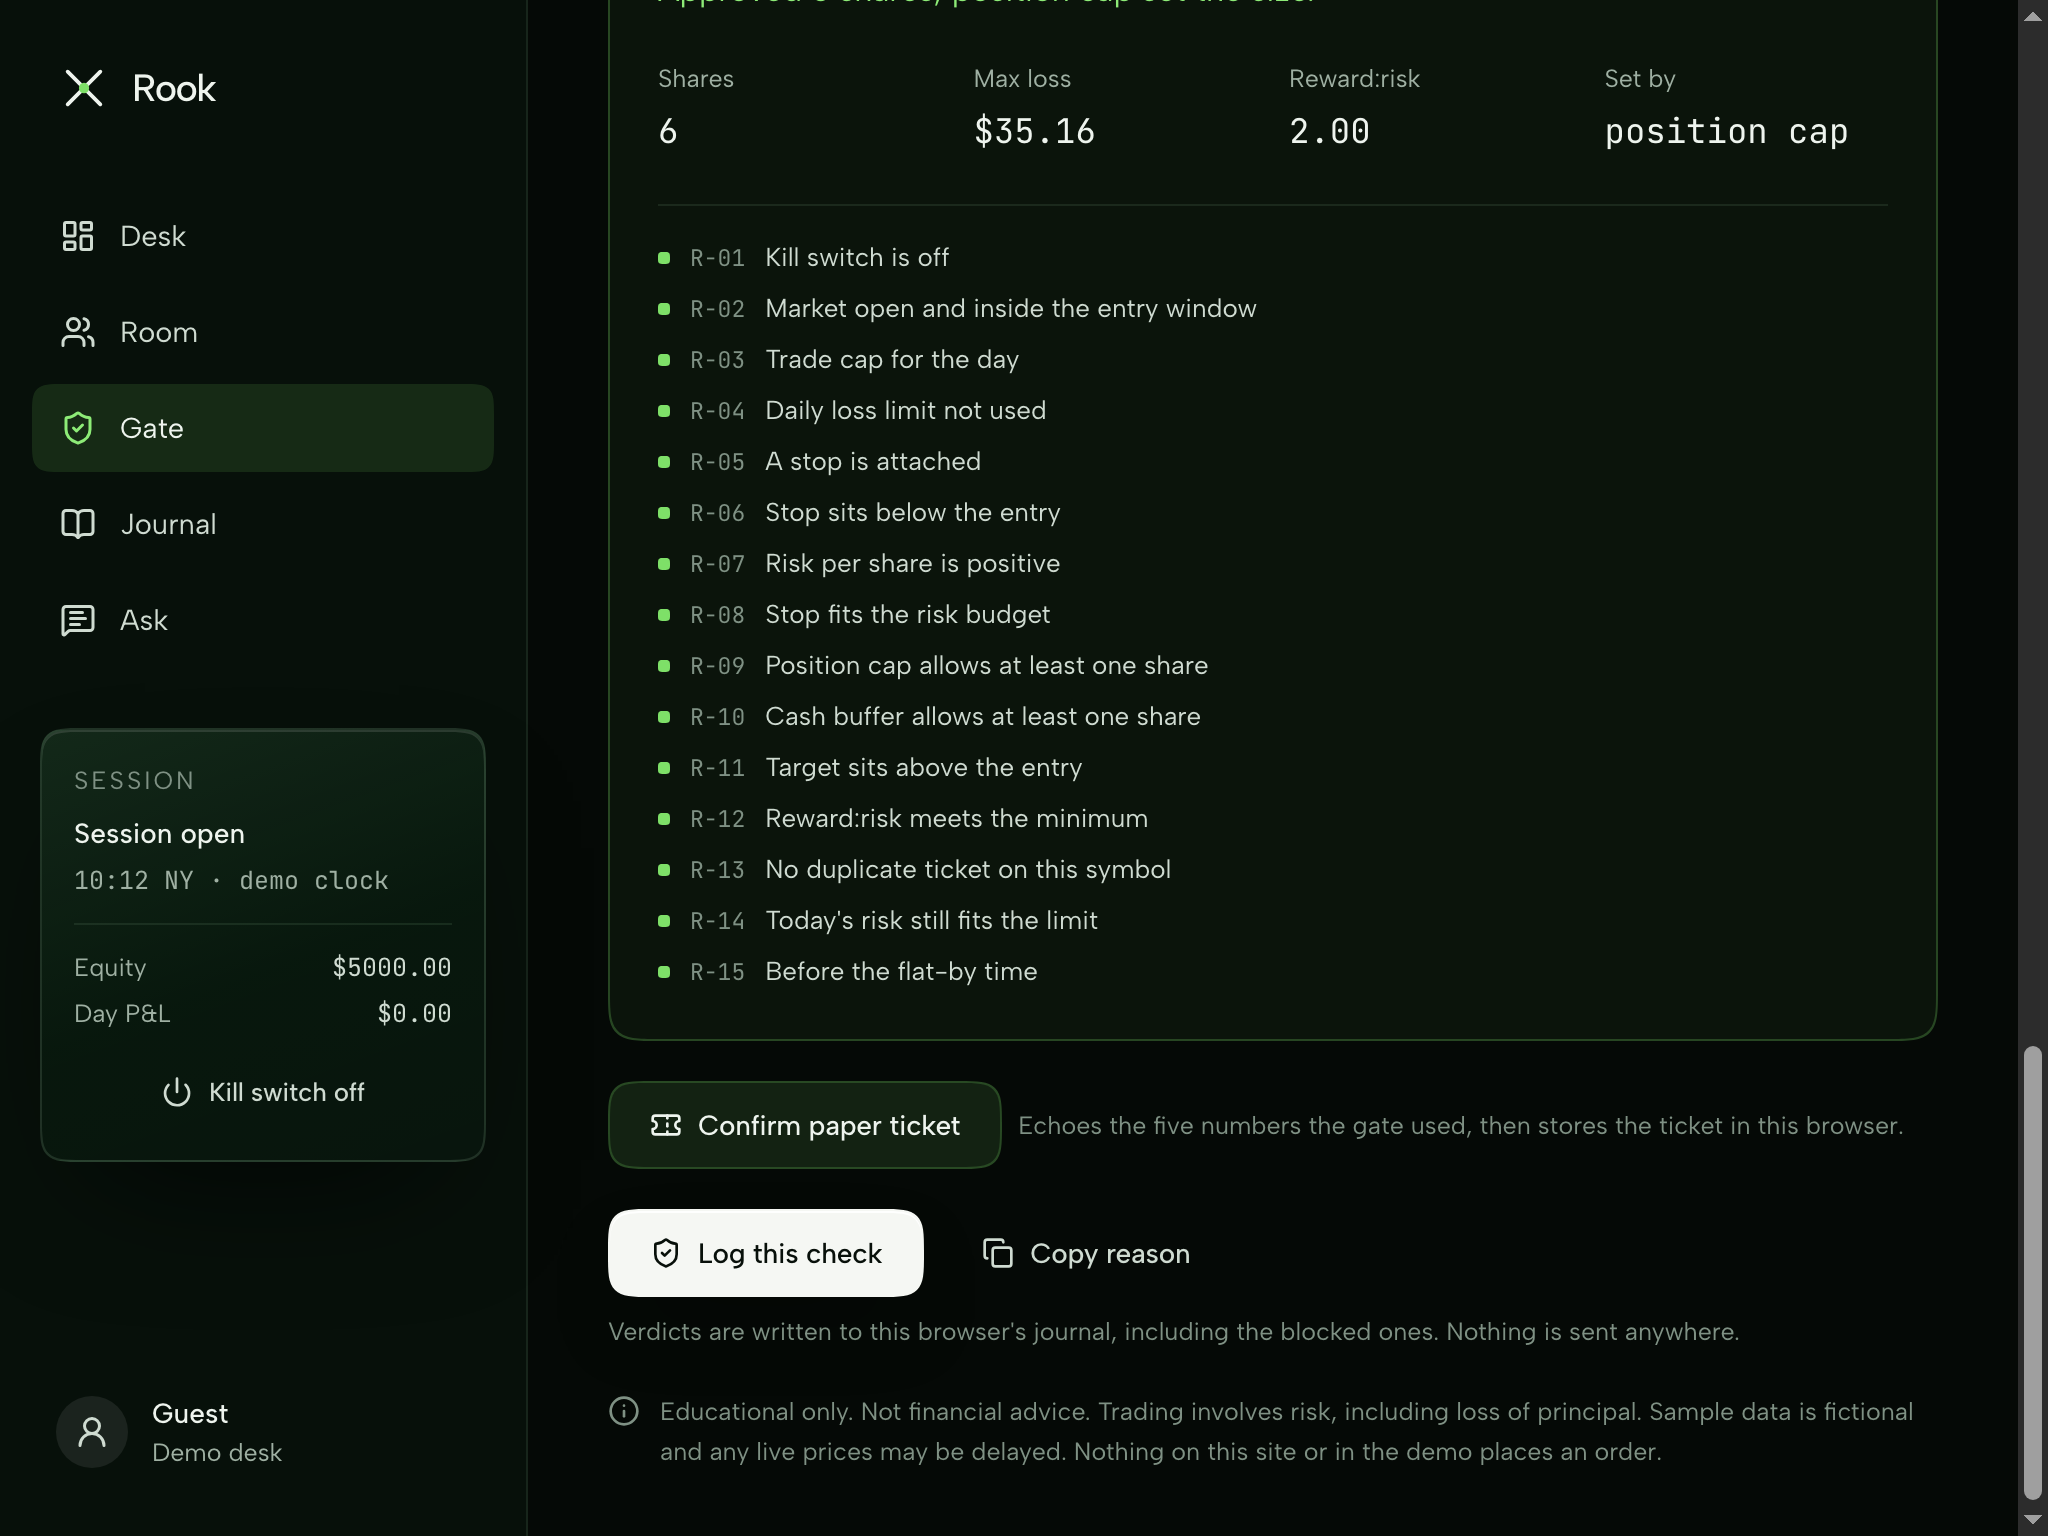 Rook
Desk
Room
Gate
Journal
Ask
SESSION
Session open
10:12 NY · demo clock
Equity $5000.00
Day P&L $0.00
Kill switch off
Guest
Demo desk
Shares Max loss Reward:risk Set by
6 $35.16 2.00 position cap
R-01 Kill switch is off
R-02 Market open and inside the entry window
R-03 Trade cap for the day
R-04 Daily loss limit not used
R-05 A stop is attached
R-06 Stop sits below the entry
R-07 Risk per share is positive
R-08 Stop fits the risk budget
R-09 Position cap allows at least one share
R-10 Cash buffer allows at least one share
R-11 Target sits above the entry
R-12 Reward:risk meets the minimum
R-13 No duplicate ticket on this symbol
R-14 Today's risk still fits the limit
R-15 Before the flat-by time
Confirm paper ticket Echoes the five numbers the gate used, then stores the ticket in this browser.
Log this check Copy reason
Verdicts are written to this browser's journal, including the blocked ones. Nothing is sent anywhere.
Educational only. Not financial advice. Trading involves risk, including loss of principal. Sample data is fictional
and any live prices may be delayed. Nothing on this site or in the demo places an order.